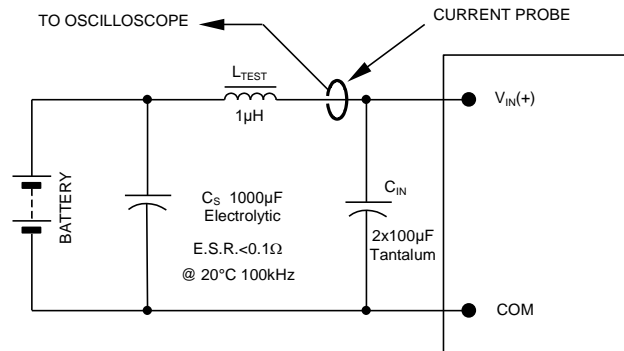 TO OSCILLOSCOPE
CURRENT PROBE
LTEST
1µH
VIN(+)
BATTERY
CS 1000µF
Electrolytic
E.S.R.<0.1Ω
@ 20°C 100kHz
CIN
2x100µF
Tantalum
COM